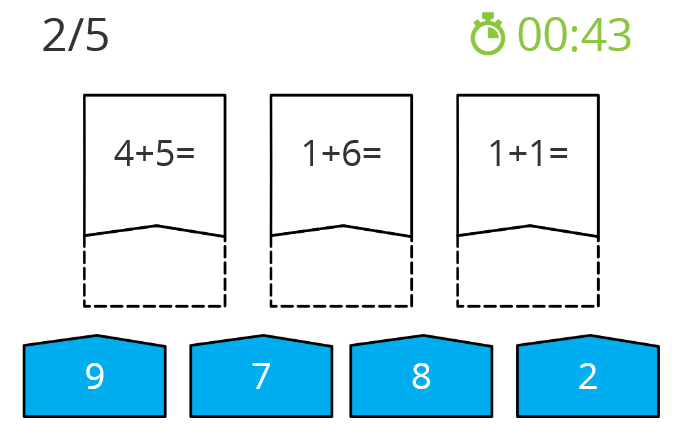 2/5 00:43
4+5= 1+6= 1+1=
9 7 8 2